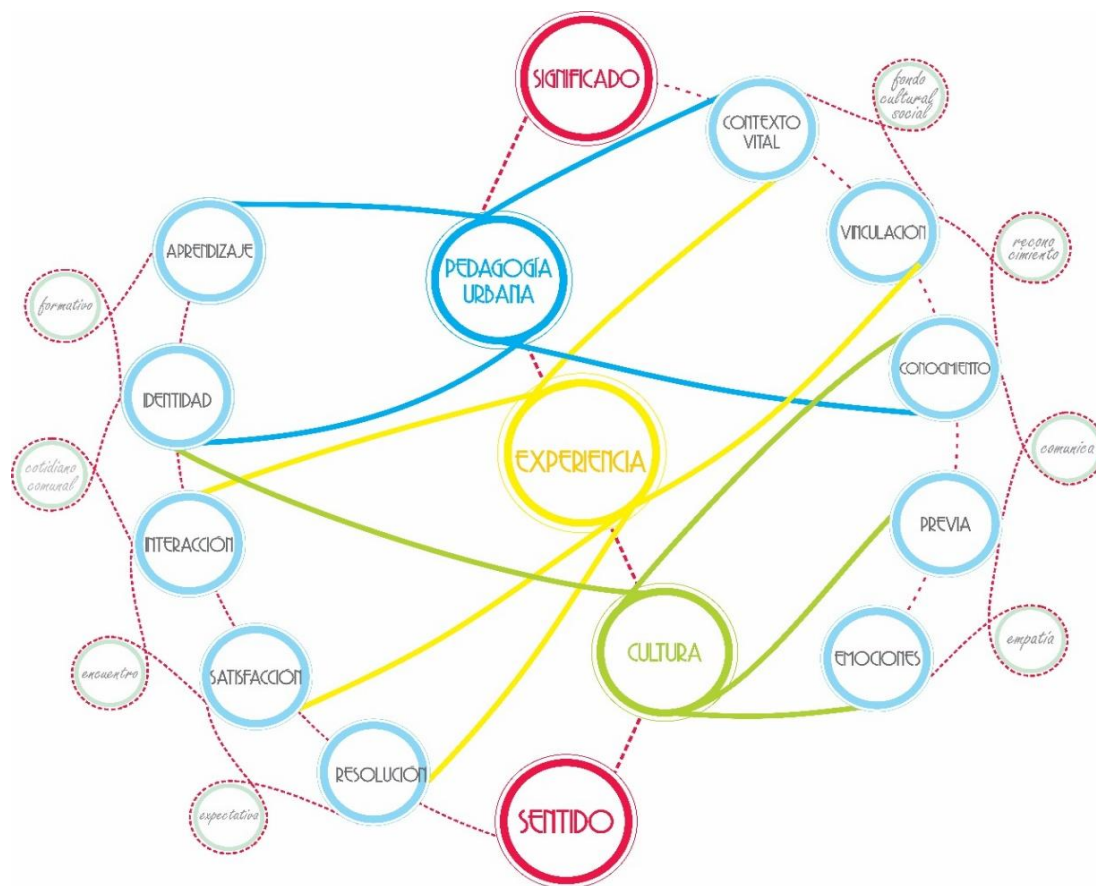 SIGNIFICADO
fondo
cultural
social
CONTEXTO
VITAL
VINCULACION
recono
cimiento
APRENDIZAJE
PEDAGOGÍA
URBANA
formativo
CONOCIMIENTO
IDENTIDAD
EXPERIENCIA
comunica
cotidiano
comunal
PREVIA
INTERACCIÓN
empatía
CULTURA
EMOCIONES
encuentro
SATISFACCIÓN
RESOLUCIÓN
expectativa
SENTIDO